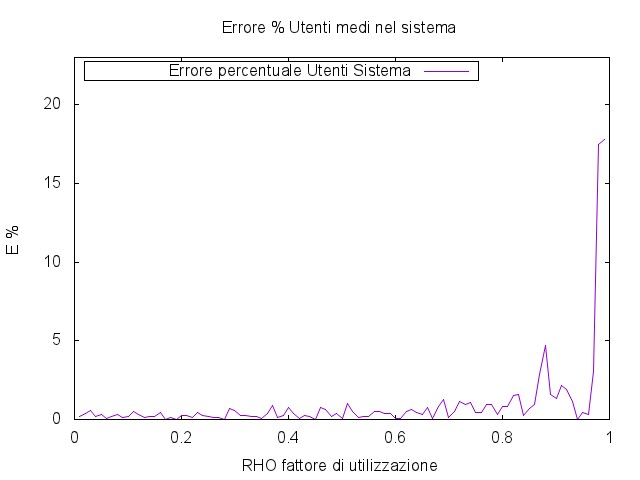 Errore % Utenti medi nel sistema
Errore percentuale Utenti Sistema
20
15
10
5
0
E %
0 0.2 0.4 0.6 0.8 1
RHO fattore di utilizzazione